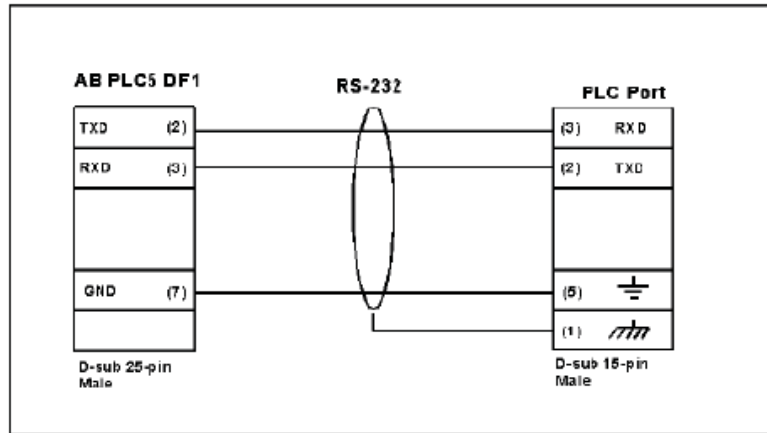 AB PLC5 DF1
RS-232
PLC Port
TXD (2)
(3) RXD
RXD (3)
(2) TXD
GND (7)
(5)
(1)
D-sub 25-pin
Male
D-sub 15-pin
Male